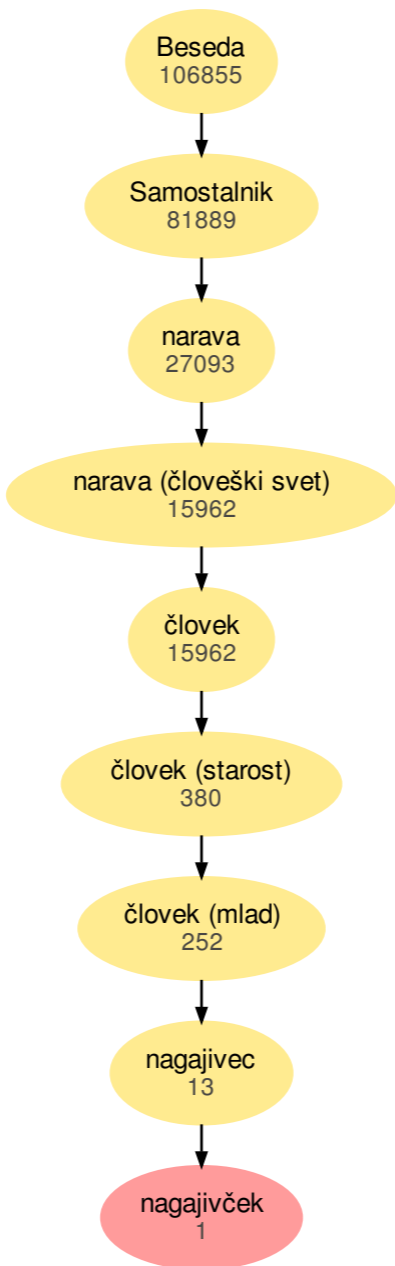 Beseda
106855
Samostalnik
81889
narava
27093
narava (človeški svet)
15962
človek
15962
človek (starost)
380
človek (mlad)
252
nagajivec
13
nagajivček
1